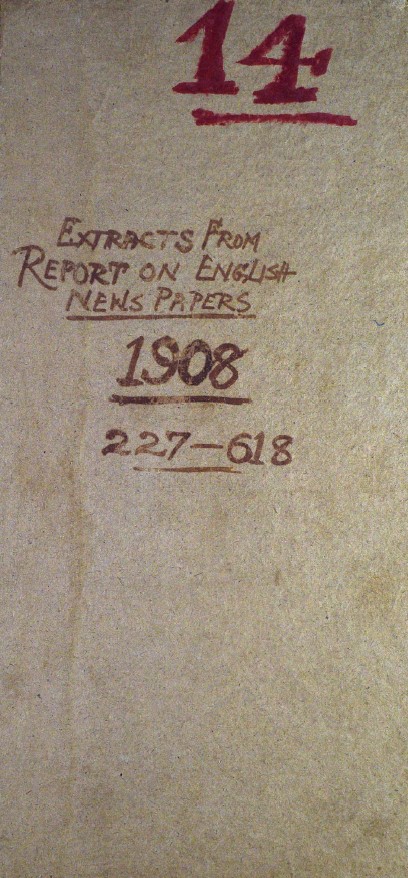 14
EXTRACTS FROM
REPORT ON ENGLISH
NEWS PAPERS
1908
227-618